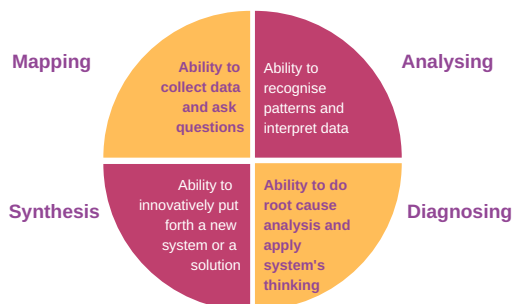 Mapping
Ability to
collect data
and ask
questions
Ability to
recognise
patterns and
interpret data
Analysing
Synthesis
Ability to
innovatively put
forth a new
system or a
solution
Ability to do
root cause
analysis and
apply
system's
thinking
Diagnosing